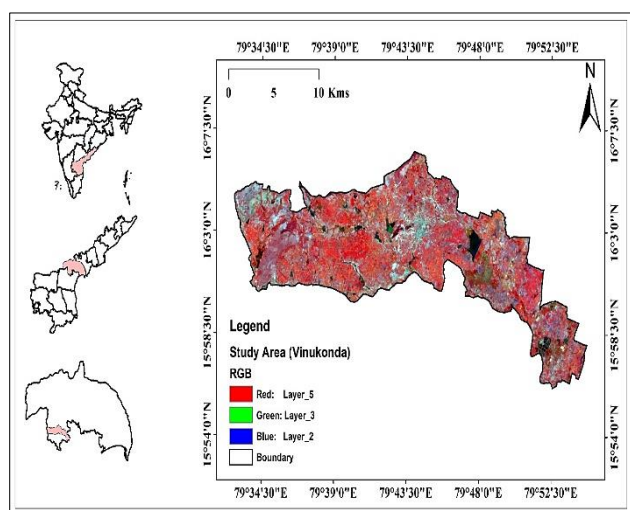 79°34'30"E 79°39'0"E 79°43'30"E 79°48'0"E 79°52'30"E
N
0 5 10 Kms
16°7'30"N
16°7'30"N
16°3'0"N
16°3'0"N
15°58'30"N
15°58'30"N
15°54'0"N
15°54'0"N
Legend
Study Area (Vinukonda)
RGB
Red: Layer_5
Green: Layer_3
Blue: Layer_2
Boundary
79°34'30"E 79°39'0"E 79°43'30"E 79°48'0"E 79°52'30"E